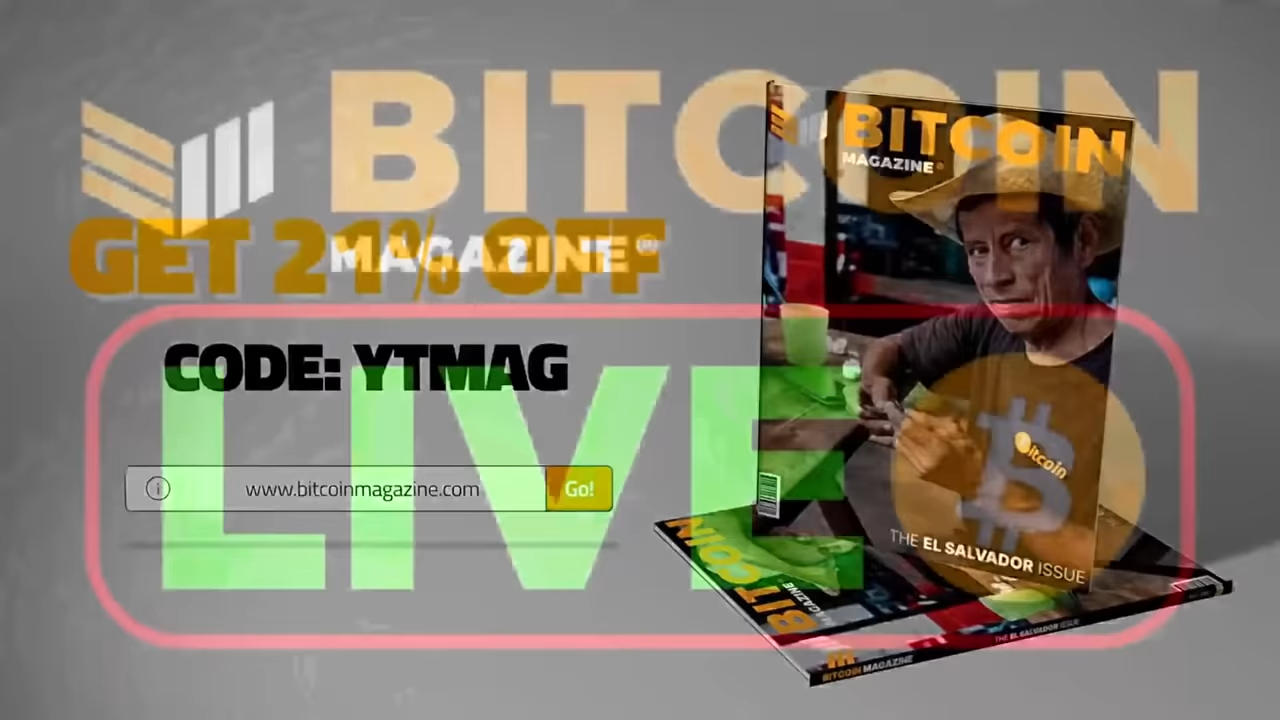 BITCOIN
MAGAZINE®
GET 21% OFF
CODE: YTMAG
www.bitcoinmagazine.com
Go!
LIVE
BITCOIN
MAGAZINE®
Bitcoin
THE EL SALVADOR ISSUE
BITCOIN
MAGAZINE
THE EL SALVADOR ISSUE
BITCOIN MAGAZINE